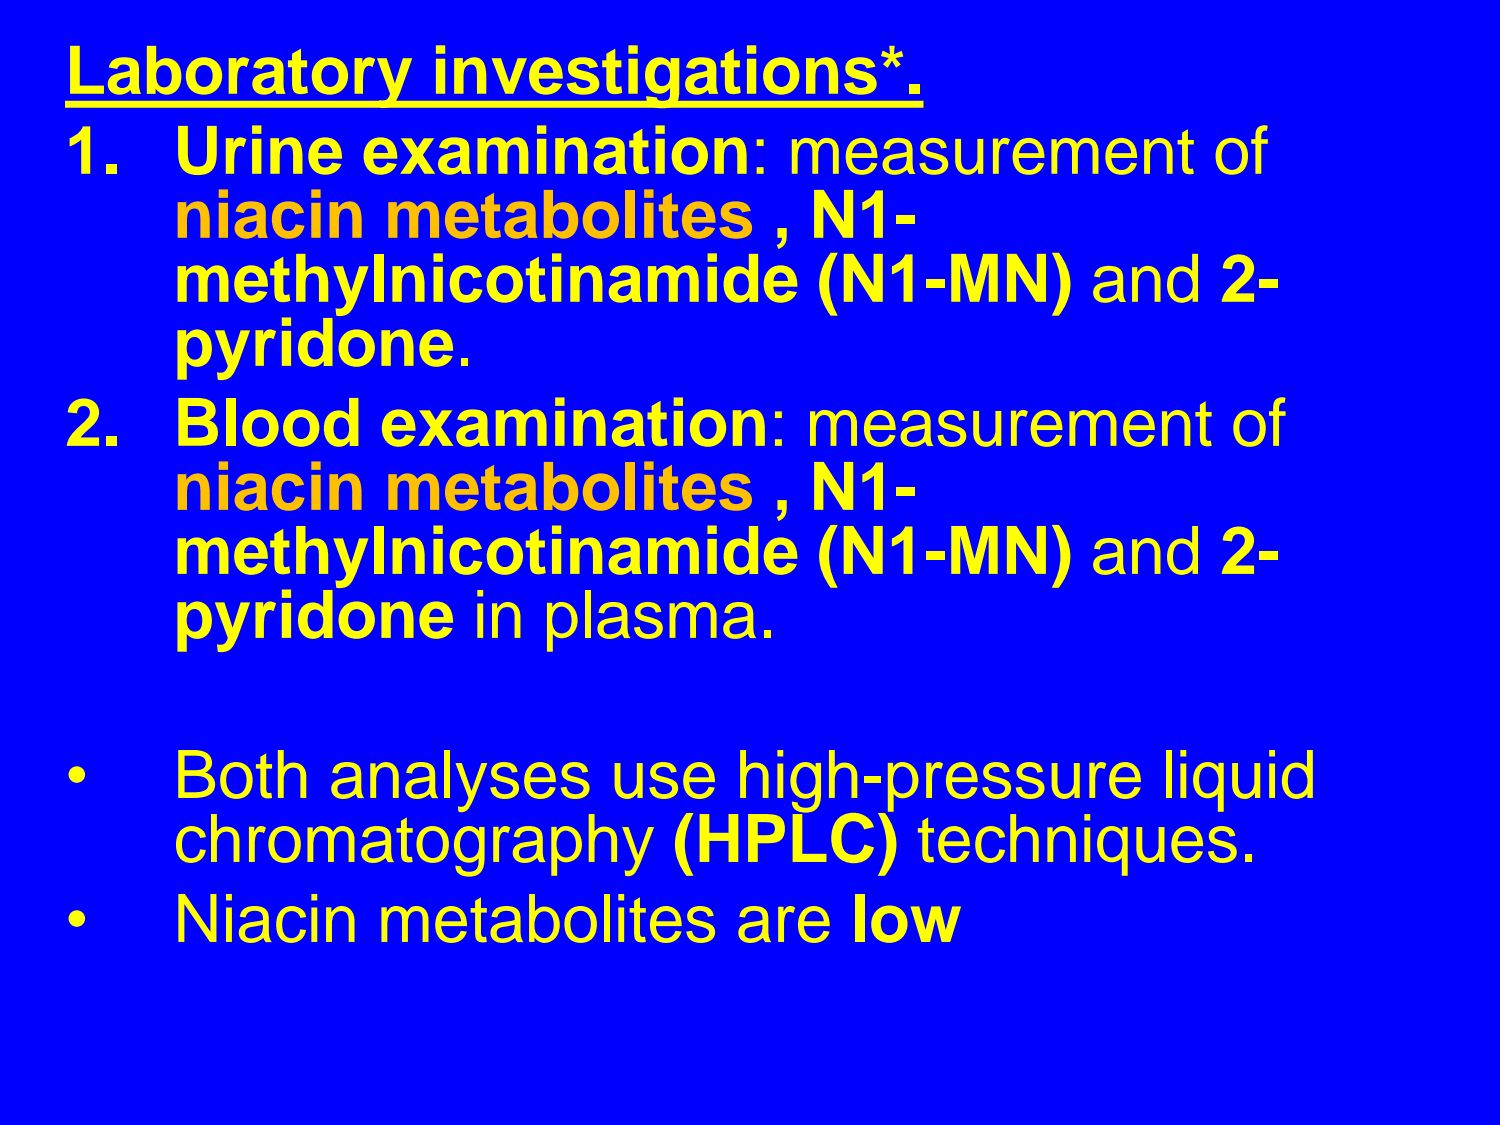 Laboratory investigations*.
1. Urine examination: measurement of
niacin metabolites , N1-
methylnicotinamide (N1-MN) and 2-
pyridone.
2. Blood examination: measurement of
niacin metabolites , N1-
methylnicotinamide (N1-MN) and 2-
pyridone in plasma.
• Both analyses use high-pressure liquid
chromatography (HPLC) techniques.
• Niacin metabolites are low